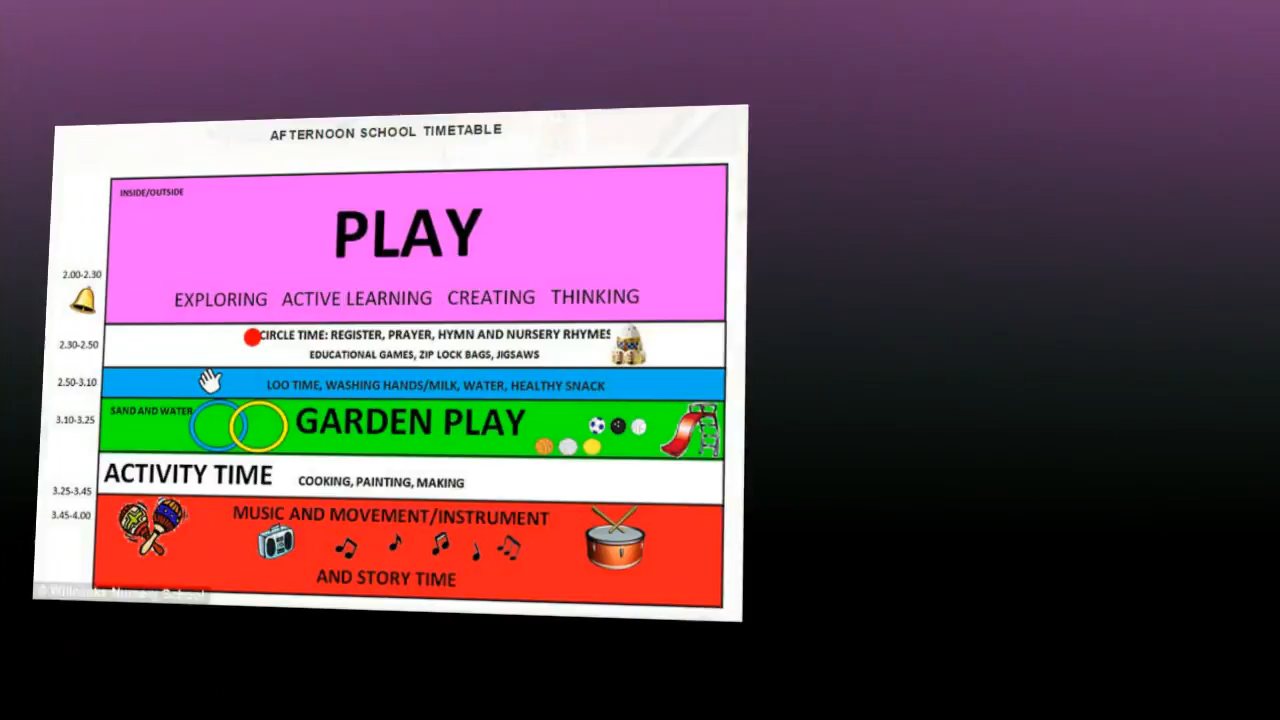 AFTERNOON SCHOOL TIMETABLE
INSIDE/OUTSIDE
PLAY
2.00-2.30
EXPLORING ACTIVE LEARNING CREATING THINKING
CIRCLE TIME: REGISTER, PRAYER, HYMN AND NURSERY RHYMES
2.30-2.50
EDUCATIONAL GAMES, ZIP LOCK BAGS, JIGSAWS
2.50-3.10
LOO TIME, WASHING HANDS/MILK, WATER, HEALTHY SNACK
SAND AND WATER
3.10-3.25
GARDEN PLAY
ACTIVITY TIME
COOKING, PAINTING, MAKING
3.25-3.45
3.45-4.00
MUSIC AND MOVEMENT/INSTRUMENT
AND STORY TIME
© Willcocks Nursery School